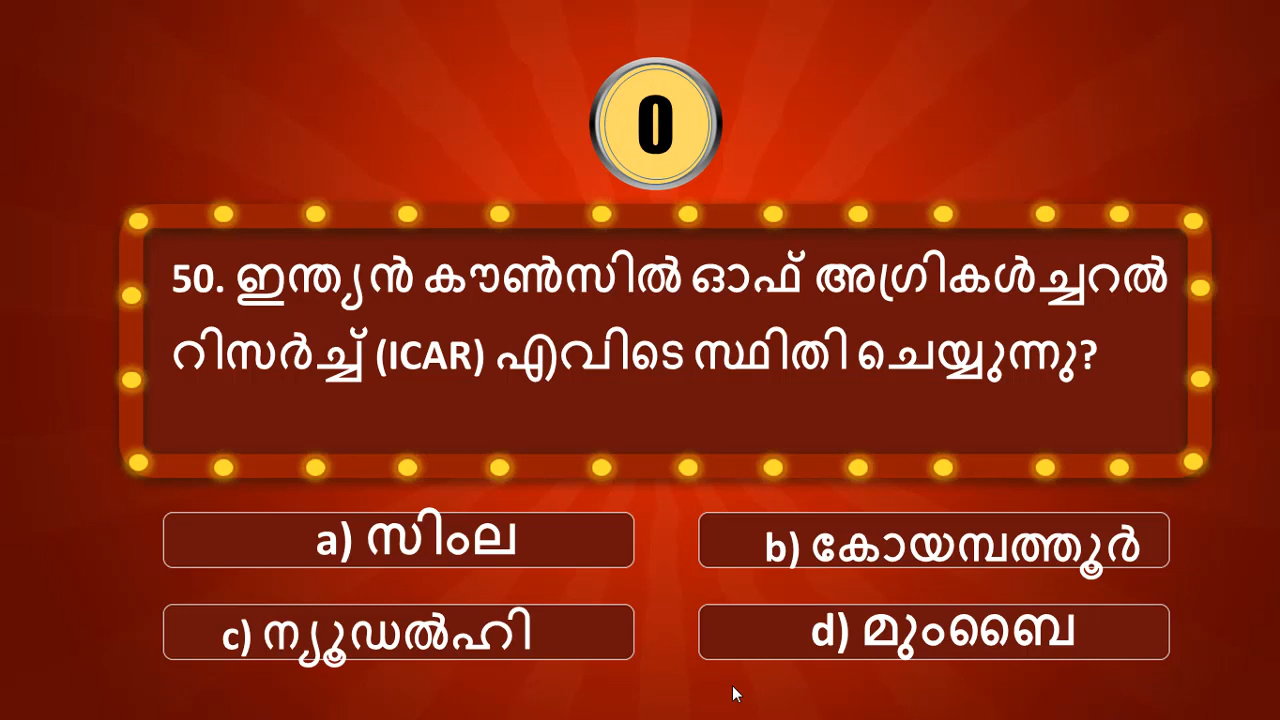 0
50. ഇന്ത്യൻ കൗൺസിൽ ഓഫ് അഗ്രികൾച്ചറൽ
റിസർച്ച് (ICAR) എവിടെ സ്ഥിതി ചെയ്യുന്നു?
a) സിംല
b) കോയമ്പത്തൂർ
c) ന്യൂഡൽഹി
d) മുംബൈ